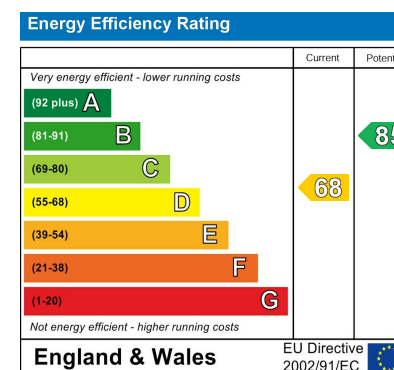 Energy Efficiency Rating
Current
Very energy efficient - lower running costs
(92 plus) A
(81-91) B
(69-80) C
(55-68) D
68
(39-54) E
(21-38) F
(1-20) G
Not energy efficient - higher running costs
England & Wales
EU Directive
2002/91/EC